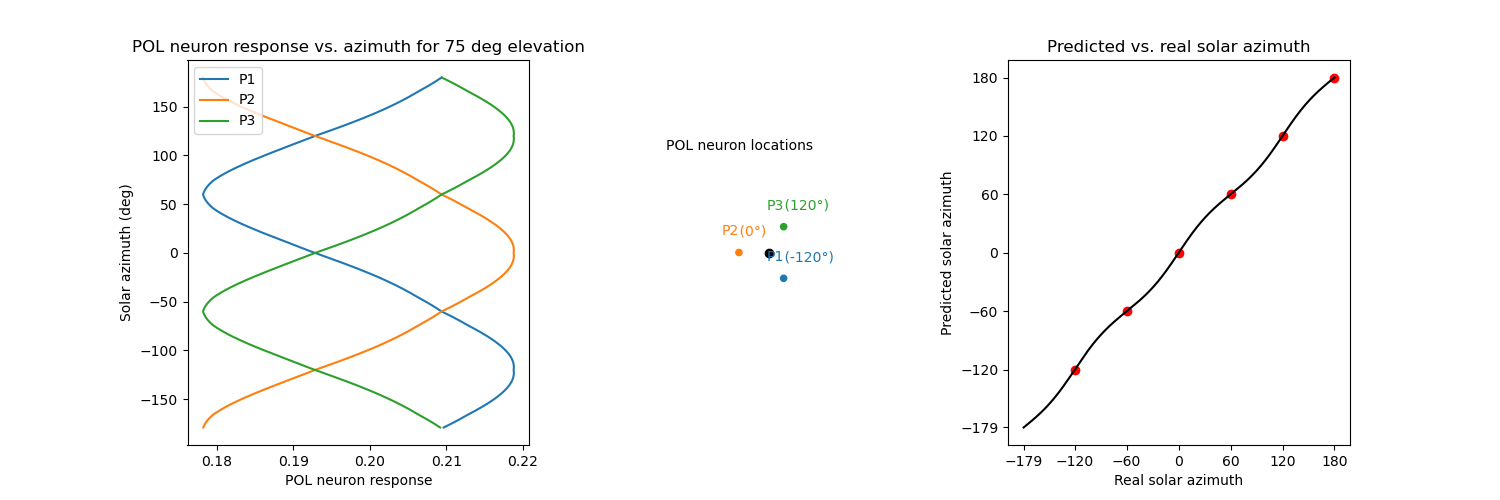 POL neuron response vs. azimuth for 75 deg elevation
P1
P2
P3
150
100
50
0
−50
−100
−150
Solar azimuth (deg)
0.18 0.19 0.20 0.21 0.22
POL neuron response
POL neuron locations
P3(120°)
P2(0°)
P1(-120°)
Predicted vs. real solar azimuth
180
120
60
0
−60
−120
−179
Predicted solar azimuth
−179 −120 −60 0 60 120 180
Real solar azimuth